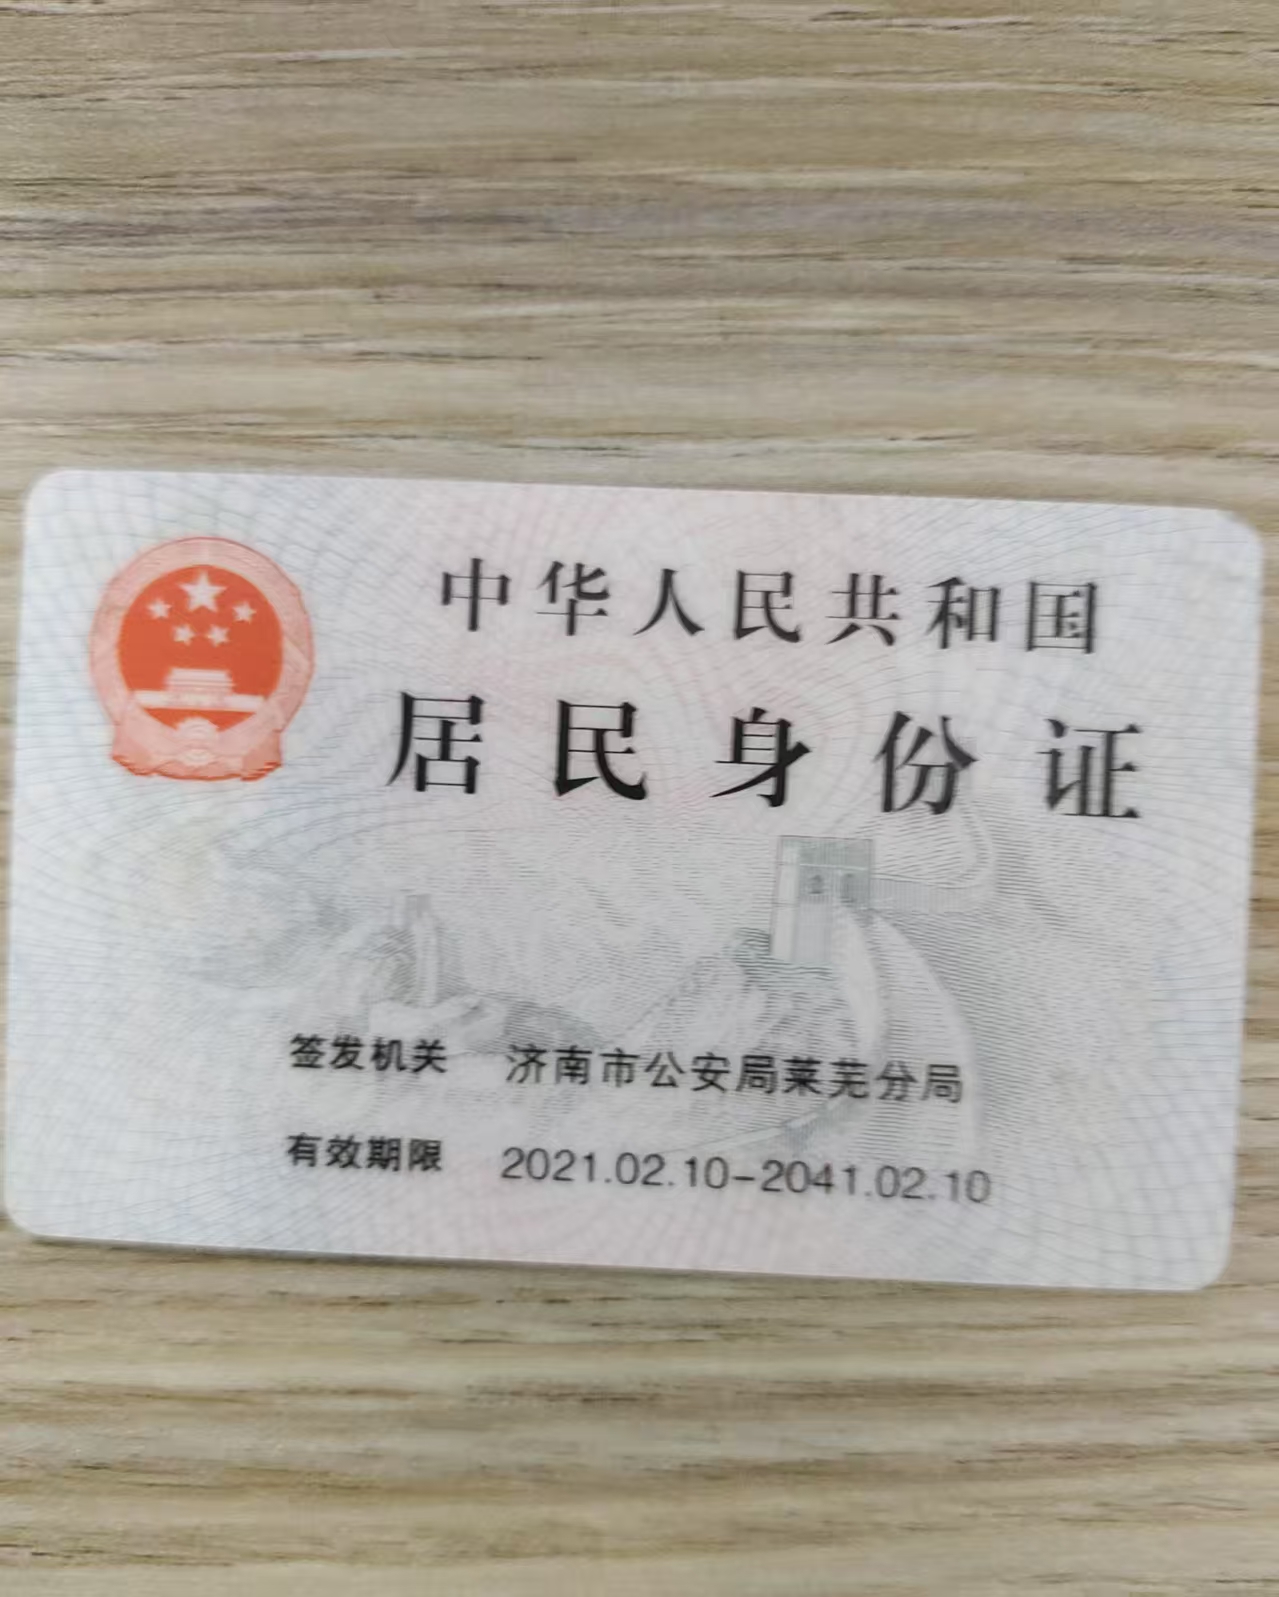 中华人民共和国
居民身份证
签发机关 济南市公安局莱芜分局
有效期限 2021.02.10-2041.02.10